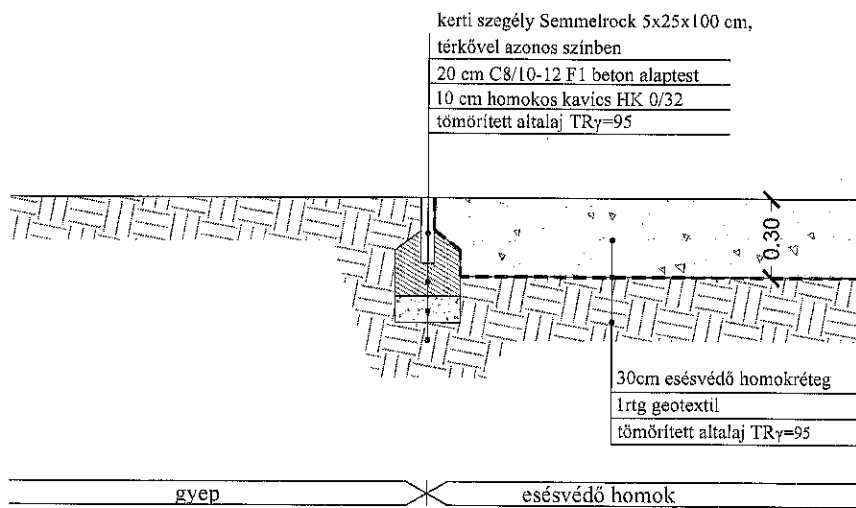 kerti szegély Semmelrock 5x25x100 cm,
térkővel azonos színben
20 cm C8/10-12 F1 beton alaptest
10 cm homokos kavics HK 0/32
tömörített altalaj TRγ=95
0.30
30cm esésvédő homokréteg
1rtg geotextil
tömörített altalaj TRγ=95
gyep
esésvédő homok